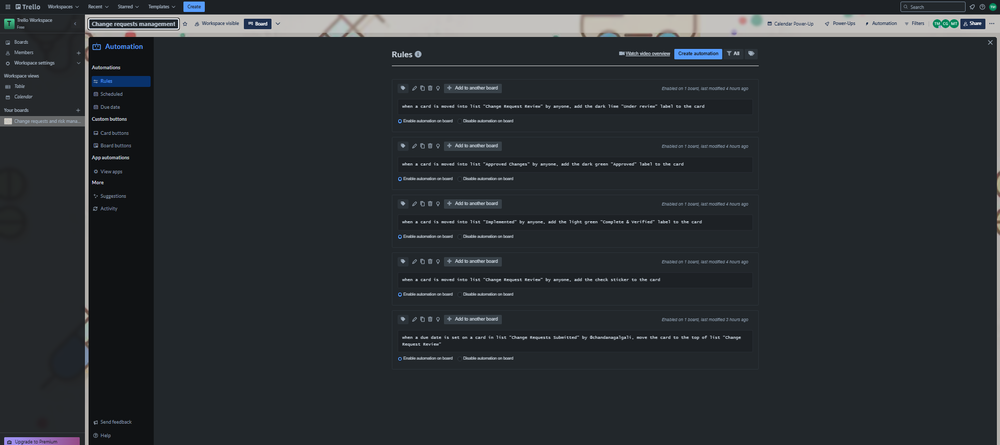 Trello
Workspaces
Recent
Starred
Templates
Create
Search
TM
T
Trello Workspace
Free
Change requests management
Workspace visible
Board
Calendar Power-Up
Power-Ups
Automation
Filters
TM
CG
MT
Share
Boards
Members
Workspace settings
Workspace views
Table
Calendar
Your boards
Change requests and risk mana...
Upgrade to Premium
Automation
Automations
Rules
Scheduled
Due date
Custom buttons
Card buttons
Board buttons
App automations
View apps
More
Suggestions
Activity
Send feedback
Help
Rules
Watch video overview
Create automation
All
Add to another board
Enabled on 1 board, last modified 4 hours ago
when a card is moved into list "Change Request Review" by anyone, add the dark lime "Under review" label to the card
Enable automation on board
Disable automation on board
Add to another board
Enabled on 1 board, last modified 4 hours ago
when a card is moved into list "Approved Changes" by anyone, add the dark green "Approved" label to the card
Enable automation on board
Disable automation on board
Add to another board
Enabled on 1 board, last modified 4 hours ago
when a card is moved into list "Implemented" by anyone, add the light green "Complete & Verified" label to the card
Enable automation on board
Disable automation on board
Add to another board
Enabled on 1 board, last modified 4 hours ago
when a card is moved into list "Change Request Review" by anyone, add the check sticker to the card
Enable automation on board
Disable automation on board
Add to another board
Enabled on 1 board, last modified 3 hours ago
when a due date is set on a card in list "Change Requests Submitted" by @chandanagalgali, move the card to the top of list "Change
Request Review"
Enable automation on board
Disable automation on board